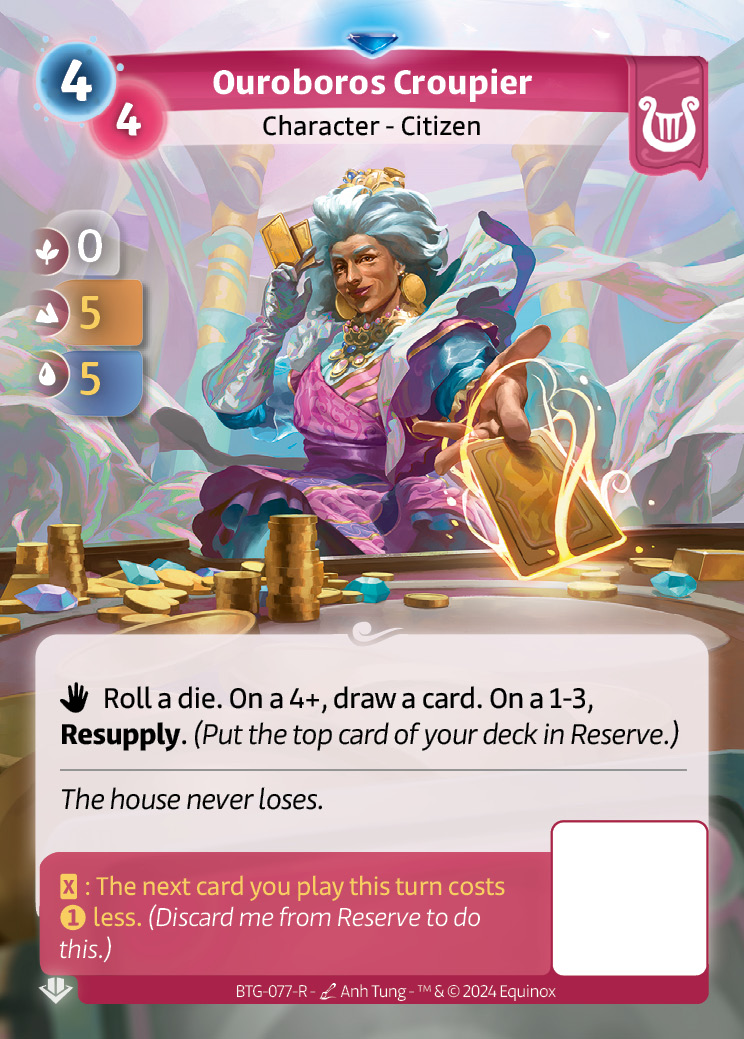 4
Ouroboros Croupier
4
Character - Citizen
0
5
5
Roll a die. On a 4+, draw a card. On a 1-3,
Resupply. (Put the top card of your deck in Reserve.)
The house never loses.
X : The next card you play this turn costs
1 less. (Discard me from Reserve to do
this.)
BTG-077-R - Anh Tung - ™ & © 2024 Equinox